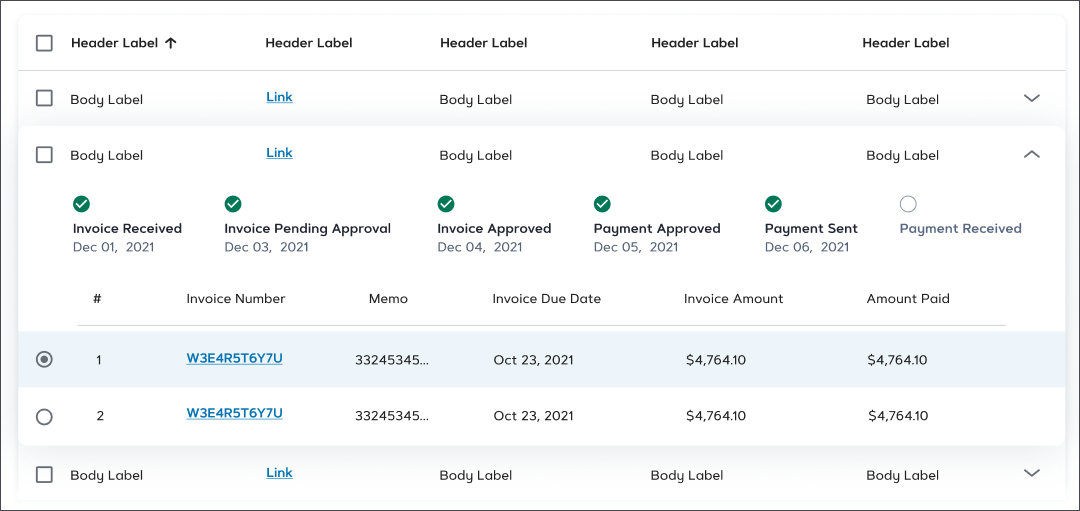 Header Label Header Label Header Label Header Label Header Label
Body Label Link Body Label Body Label Body Label
Body Label Link Body Label Body Label Body Label
Invoice Received Invoice Pending Approval Invoice Approved Payment Approved Payment Sent Payment Received
Dec 01, 2021 Dec 03, 2021 Dec 04, 2021 Dec 05, 2021 Dec 06, 2021
# Invoice Number Memo Invoice Due Date Invoice Amount Amount Paid
1 W3E4R5T6Y7U 33245345... Oct 23, 2021 $4,764.10 $4,764.10
2 W3E4R5T6Y7U 33245345... Oct 23, 2021 $4,764.10 $4,764.10
Body Label Link Body Label Body Label Body Label